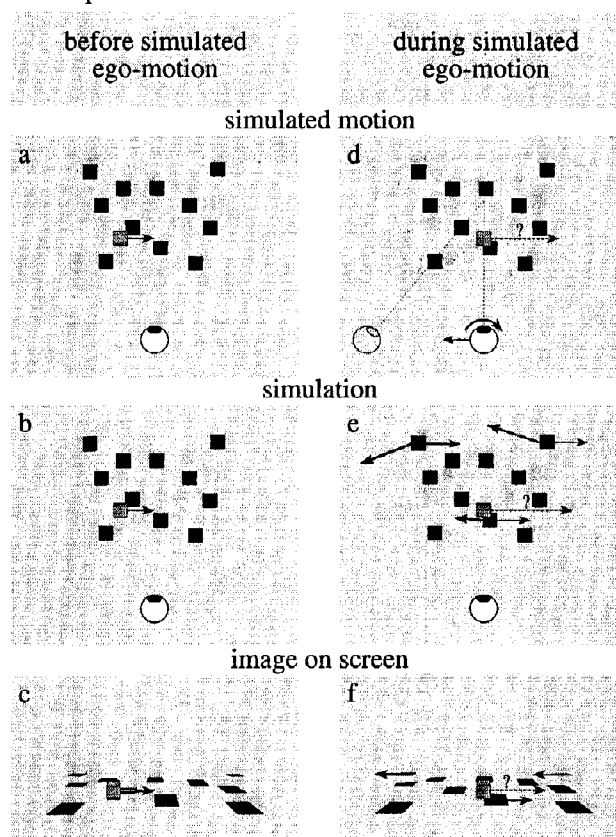 before simulated
ego-motion
during simulated
ego-motion
simulated motion
a
d
?
simulation
b
e
?
image on screen
c
f
?